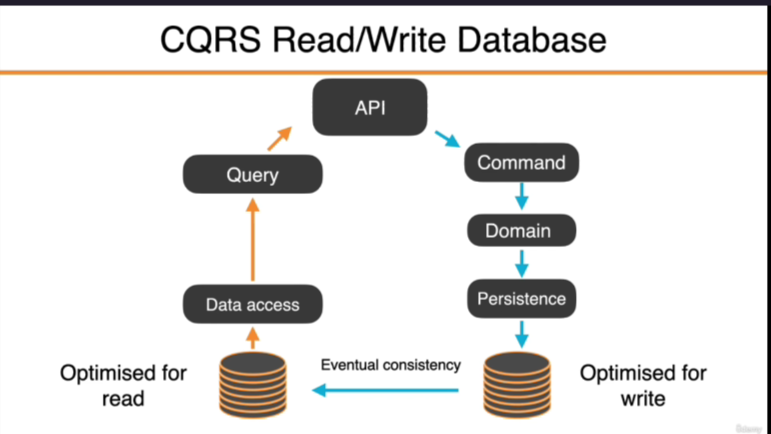 CQRS Read/Write Database
API
Query
Command
Domain
Data access
Persistence
Optimised for
read
Eventual consistency
Optimised for
write
Udemy